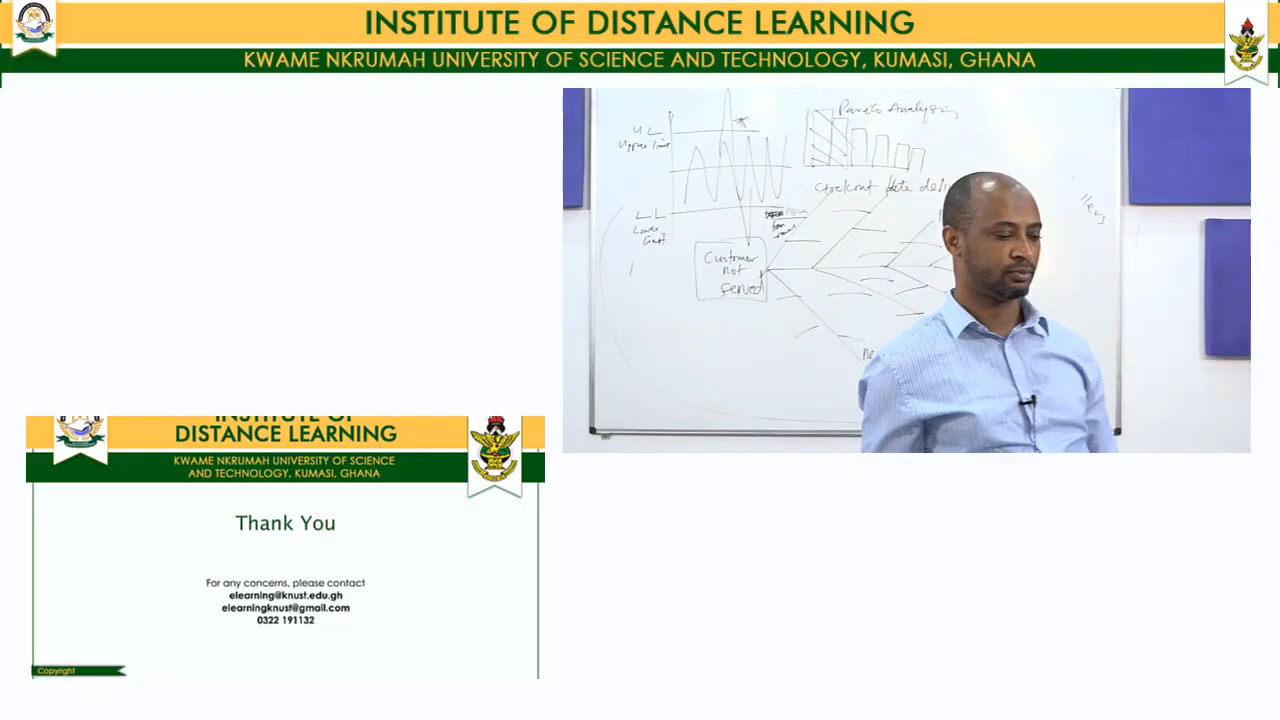 INSTITUTE OF DISTANCE LEARNING
KWAME NKRUMAH UNIVERSITY OF SCIENCE AND TECHNOLOGY, KUMASI, GHANA
Pareto Analysis
UL
Upper limit
Stockout
LL
Lower
limit
Customer
not
served
INSTITUTE OF
DISTANCE LEARNING
KWAME NKRUMAH UNIVERSITY OF SCIENCE
AND TECHNOLOGY, KUMASI, GHANA
Thank You
For any concerns, please contact
elearning@knust.edu.gh
elearningknust@gmail.com
0322 191132
Copyright